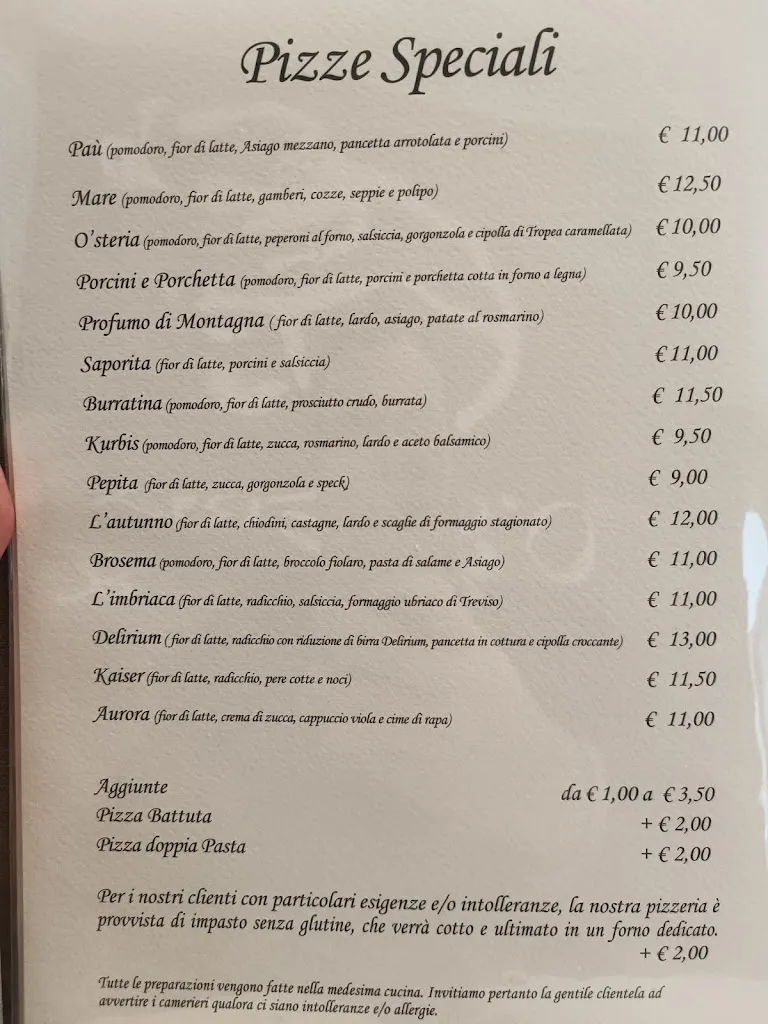 Pizze Speciali
Paù (pomodoro, fior di latte, Asiago mezzano, pancetta arrotolata e porcini) € 11,00
Mare (pomodoro, fior di latte, gamberi, cozze, seppie e polipo) € 12,50
O'steria (pomodoro, fior di latte, peperoni al forno, salsiccia, gorgonzola e cipolla di Tropea caramellata) € 10,00
Porcini e Porchetta (pomodoro, fior di latte, porcini e porchetta cotta in forno a legna) € 9,50
Profumo di Montagna ( fior di latte, lardo, asiago, patate al rosmarino) € 10,00
Saporita (fior di latte, porcini e salsiccia) € 11,00
Burratina (pomodoro, fior di latte, prosciutto crudo, burrata) € 11,50
Kurbis (pomodoro, fior di latte, zucca, rosmarino, lardo e aceto balsamico) € 9,50
Pepita (fior di latte, zucca, gorgonzola e speck) € 9,00
L'autunno (fior di latte, chiodini, castagne, lardo e scaglie di formaggio stagionato) € 12,00
Brosema (pomodoro, fior di latte, broccolo fiolaro, pasta di salame e Asiago) € 11,00
L'imbriaca (fior di latte, radicchio, salsiccia, formaggio ubriaco di Treviso) € 11,00
Delirium ( fior di latte, radicchio con riduzione di birra Delirium, pancetta in cottura e cipolla croccante) € 13,00
Kaiser (fior di latte, radicchio, pere cotte e noci) € 11,50
Aurora (fior di latte, crema di zucca, cappuccio viola e cime di rapa) € 11,00
Aggiunte da € 1,00 a € 3,50
Pizza Battuta + € 2,00
Pizza doppia Pasta + € 2,00
Per i nostri clienti con particolari esigenze e/o intolleranze, la nostra pizzeria è
provvista di impasto senza glutine, che verrà cotto e ultimato in un forno dedicato.
+ € 2,00
Tutte le preparazioni vengono fatte nella medesima cucina. Invitiamo pertanto la gentile clientela ad
avvertire i camerieri qualora ci siano intolleranze e/o allergie.